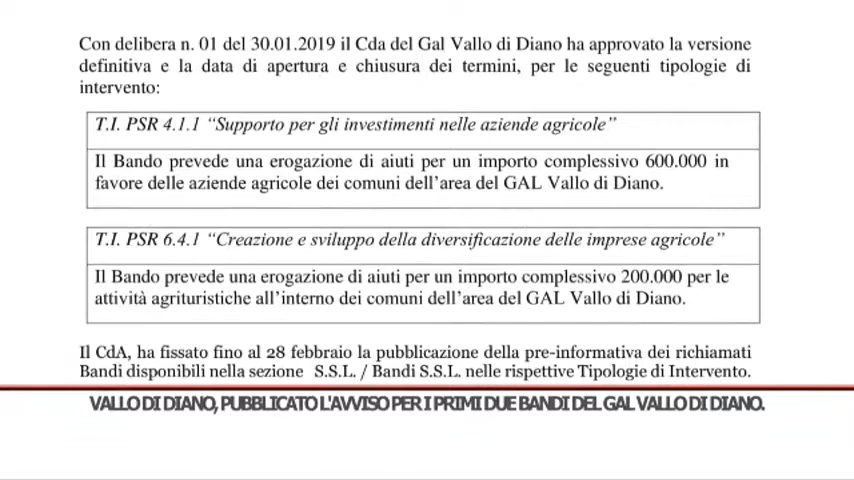 Con delibera n. 01 del 30.01.2019 il Cda del Gal Vallo di Diano ha approvato la versione
definitiva e la data di apertura e chiusura dei termini, per le seguenti tipologie di
intervento:
T.I. PSR 4.1.1 “Supporto per gli investimenti nelle aziende agricole”
Il Bando prevede una erogazione di aiuti per un importo complessivo 600.000 in
favore delle aziende agricole dei comuni dell’area del GAL Vallo di Diano.
T.I. PSR 6.4.1 “Creazione e sviluppo della diversificazione delle imprese agricole”
Il Bando prevede una erogazione di aiuti per un importo complessivo 200.000 per le
attività agrituristiche all’interno dei comuni dell’area del GAL Vallo di Diano.
Il CdA, ha fissato fino al 28 febbraio la pubblicazione della pre-informativa dei richiamati
Bandi disponibili nella sezione S.S.L. / Bandi S.S.L. nelle rispettive Tipologie di Intervento.
VALLO DI DIANO, PUBBLICATO L'AVVISO PER I PRIMI DUE BANDI DEL GAL VALLO DI DIANO.